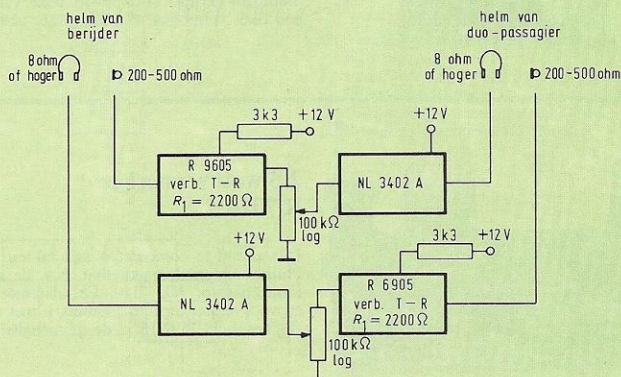 helm van
berijder
8 ohm
of hoger
200-500 ohm
helm van
duo-passagier
8 ohm
of hoger
200-500 ohm
3k3
+12 V
+12 V
R 9605
verb. T-R
R1 = 2200 Ω
100 kΩ
log
NL 3402 A
+12 V
NL 3402 A
3k3
+12 V
R 6905
verb. T-R
R1 = 2200 Ω
100 kΩ
log